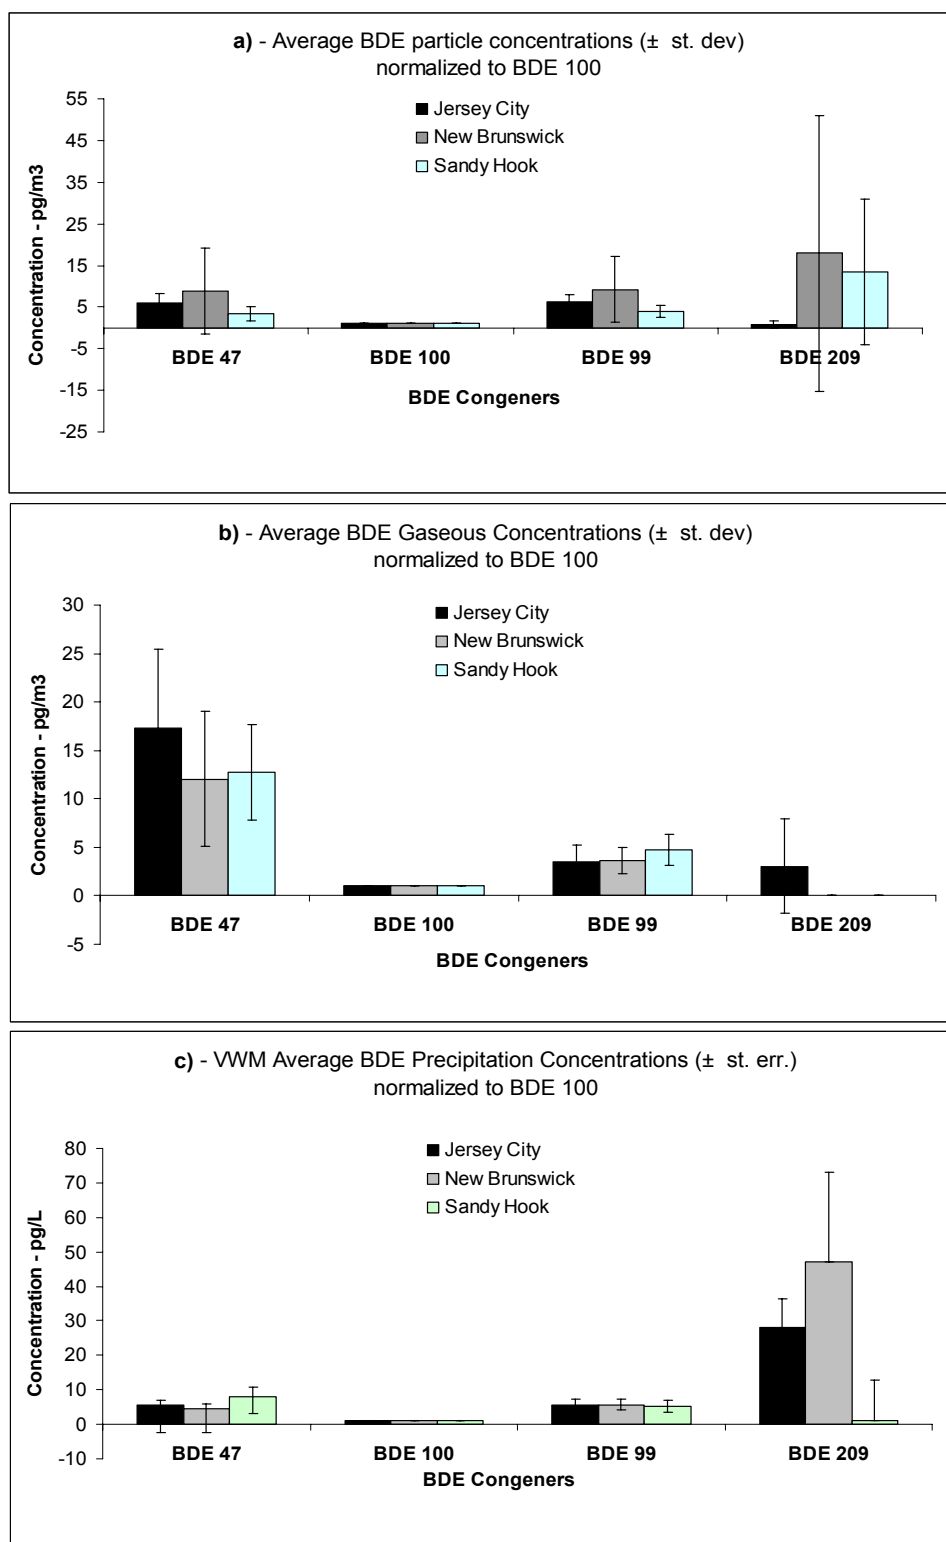 a) - Average BDE particle concentrations (± st. dev)
normalized to BDE 100
Concentration - pg/m3
55
45
35
25
15
5
-5
-15
-25
Jersey City
New Brunswick
Sandy Hook
BDE 47
BDE 100
BDE 99
BDE 209
BDE Congeners
b) - Average BDE Gaseous Concentrations (± st. dev)
normalized to BDE 100
Concentration - pg/m3
30
25
20
15
10
5
0
-5
Jersey City
New Brunswick
Sandy Hook
BDE 47
BDE 100
BDE 99
BDE 209
BDE Congeners
c) - VWM Average BDE Precipitation Concentrations (± st. err.)
normalized to BDE 100
Concentration - pg/L
80
70
60
50
40
30
20
10
0
-10
Jersey City
New Brunswick
Sandy Hook
BDE 47
BDE 100
BDE 99
BDE 209
BDE Congeners